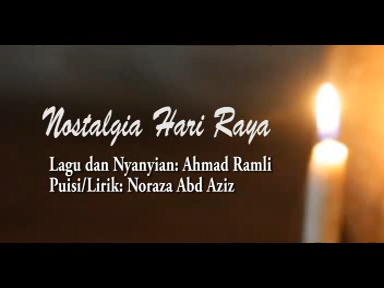 Nostalgia Hari Raya
Lagu dan Nyanyian: Ahmad Ramli
Puisi/Lirik: Noraza Abd Aziz